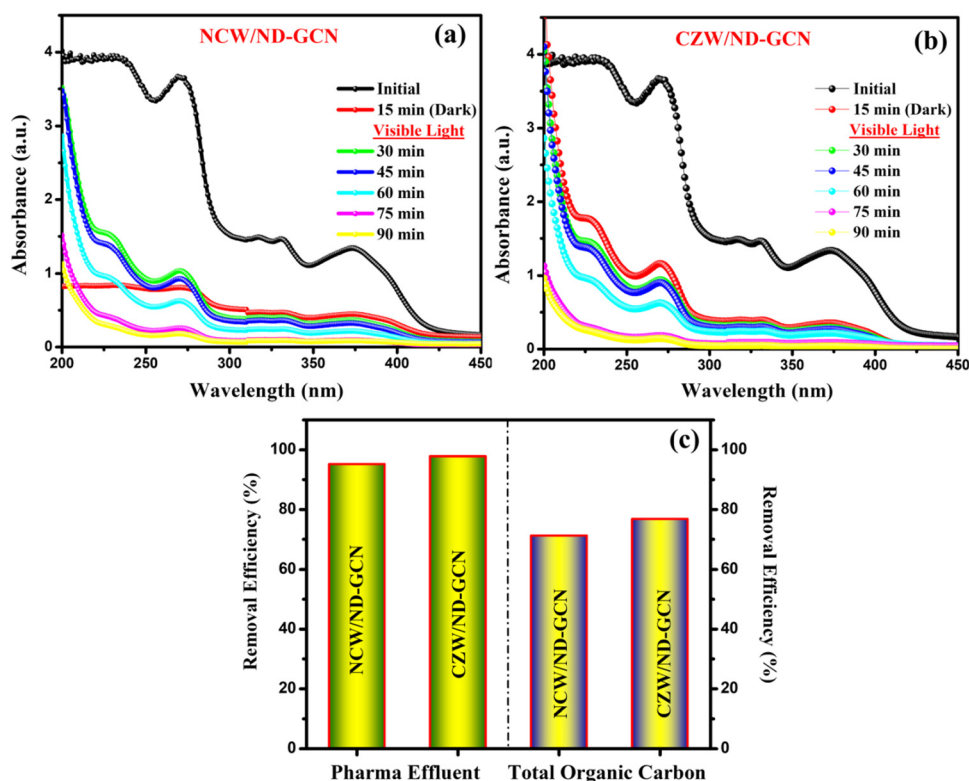 NCW/ND-GCN
(a)
4
3
2
1
0
Absorbance (a.u.)
Initial
15 min (Dark)
Visible Light
30 min
45 min
60 min
75 min
90 min
200 250 300 350 400 450
Wavelength (nm)
CZW/ND-GCN
(b)
4
3
2
1
0
Absorbance (a.u.)
Initial
15 min (Dark)
Visible Light
30 min
45 min
60 min
75 min
90 min
200 250 300 350 400 450
Wavelength (nm)
(c)
100
80
60
40
20
0
Removal Efficiency (%)
NCW/ND-GCN
CZW/ND-GCN
NCW/ND-GCN
CZW/ND-GCN
100
80
60
40
20
0
Removal Efficiency (%)
Pharma Effluent
Total Organic Carbon